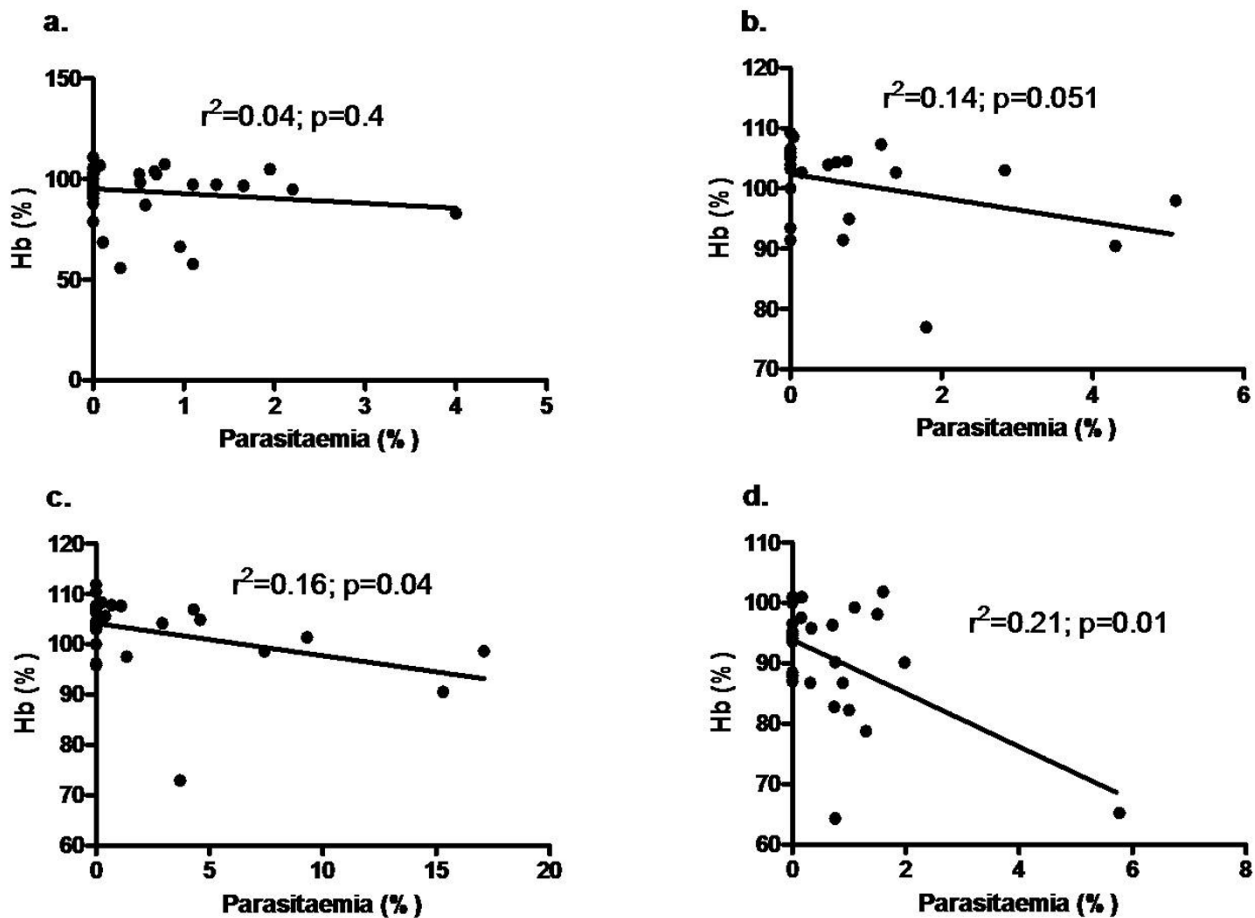 a.
r²=0.04; p=0.4
150
100
50
0
Hb (%)
0 1 2 3 4 5
Parasitaemia (%)
b.
r²=0.14; p=0.051
120
110
100
90
80
70
Hb (%)
0 2 4 6
Parasitaemia (%)
c.
r²=0.16; p=0.04
120
110
100
90
80
70
60
Hb (%)
0 5 10 15 20
Parasitaemia (%)
d.
r²=0.21; p=0.01
110
100
90
80
70
60
Hb (%)
0 2 4 6 8
Parasitaemia (%)